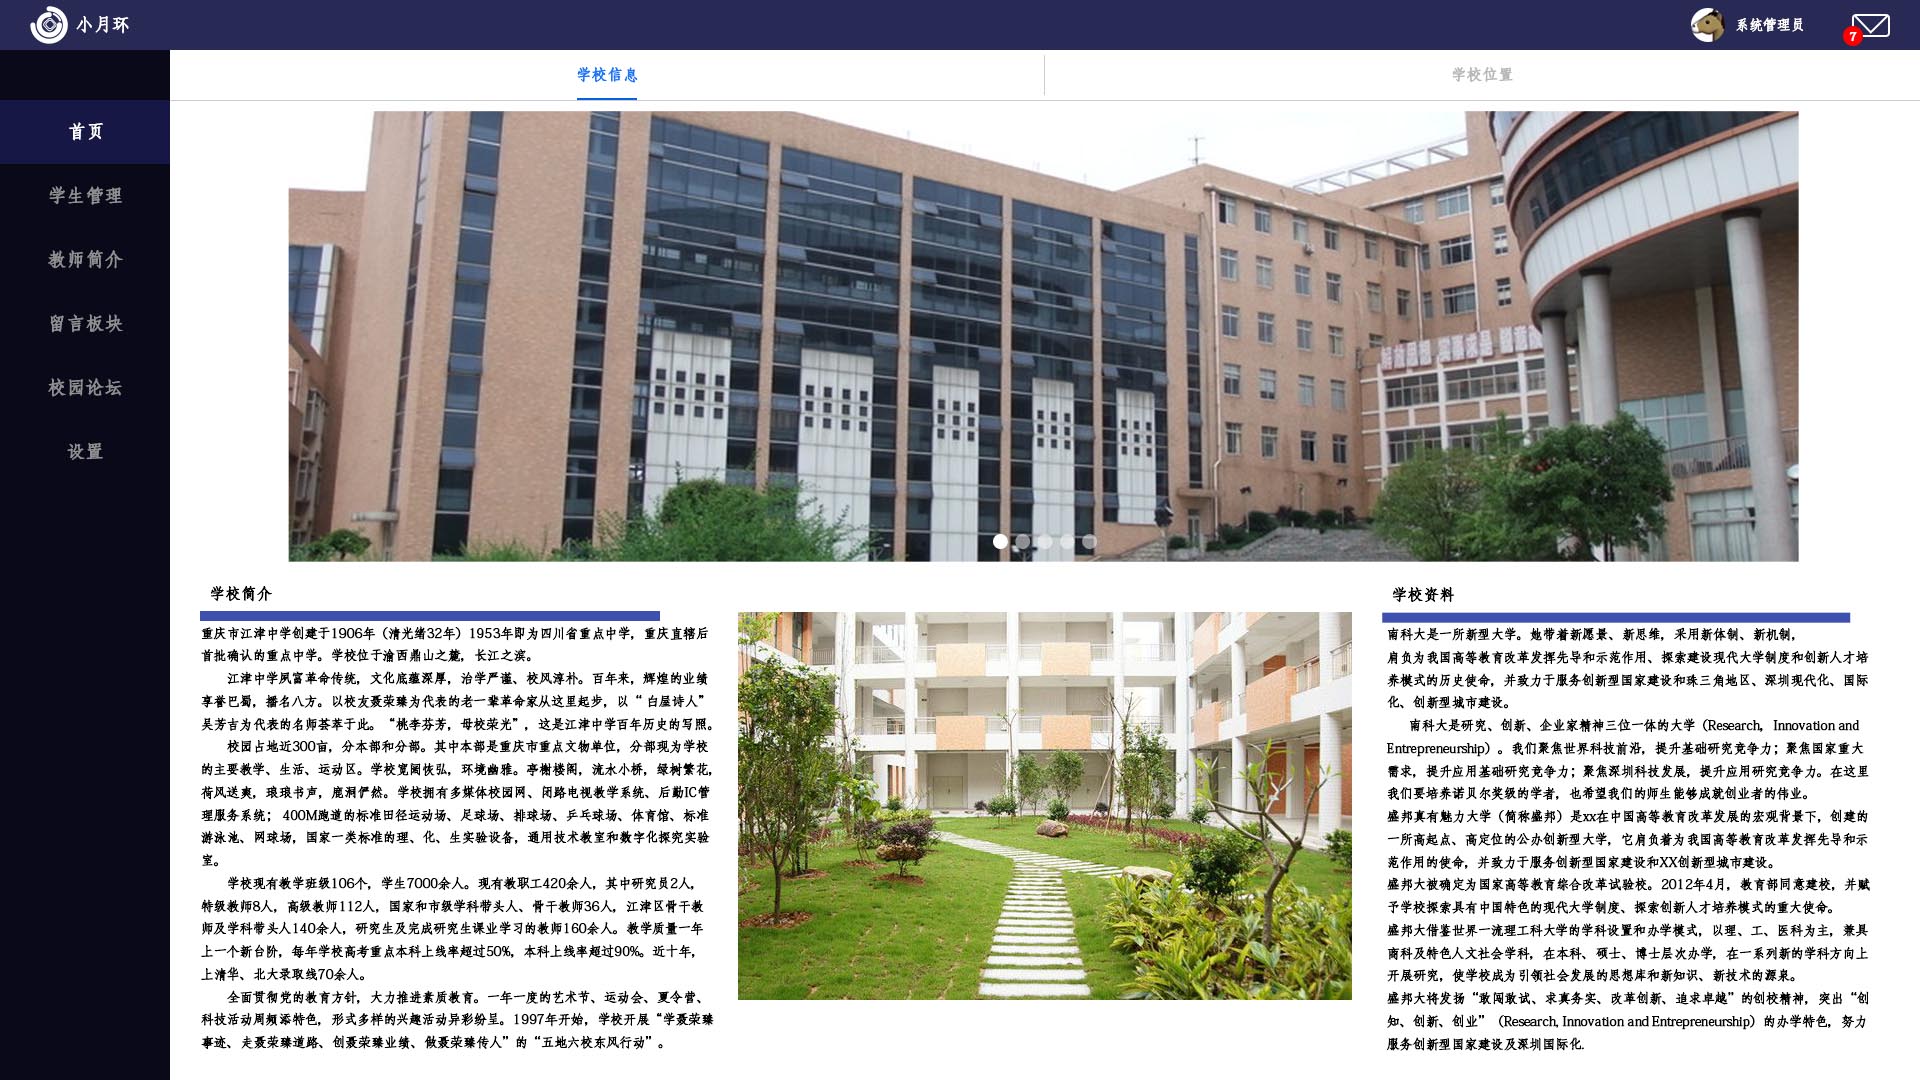 小月环
系统管理员
7
学校信息
学校位置
首页
学生管理
教师简介
留言板块
校园论坛
设置
学校简介
重庆市江津中学创建于1906年（清光绪32年）1953年即为四川省重点中学，重庆直辖后
首批确认的重点中学。学校位于渝西鼎山之麓，长江之滨。
江津中学夙富革命传统，文化底蕴深厚，治学严谨、校风淳朴。百年来，辉煌的业绩
享誉巴蜀，播名八方。以校友聂荣臻为代表的老一辈革命家从这里起步，以“ 白屋诗人”
吴芳吉为代表的名师荟萃于此。“桃李芬芳，母校荣光”，这是江津中学百年历史的写照。
校园占地近300亩，分本部和分部。其中本部是重庆市重点文物单位，分部现为学校
的主要教学、生活、运动区。学校宽阔恢弘，环境幽雅。亭榭楼阁，流水小桥，绿树繁花，
荷风送爽，琅琅书声，鹿涧俨然。学校拥有多媒体校园网、闭路电视教学系统、后勤IC管
理服务系统； 400M跑道的标准田径运动场、足球场、排球场、乒乓球场、体育馆、标准
游泳池、网球场，国家一类标准的理、化、生实验设备，通用技术教室和数字化探究实验
室。
学校现有教学班级106个，学生7000余人。现有教职工420余人，其中研究员2人，
特级教师8人，高级教师112人，国家和市级学科带头人、骨干教师36人，江津区骨干教
师及学科带头人140余人，研究生及完成研究生课业学习的教师160余人。教学质量一年
上一个新台阶，每年学校高考重点本科上线率超过50%，本科上线率超过90%。近十年，
上清华、北大录取线70余人。
全面贯彻党的教育方针，大力推进素质教育。一年一度的艺术节、运动会、夏令营、
科技活动周频添特色，形式多样的兴趣活动异彩纷呈。1997年开始，学校开展“学聂荣臻
事迹、走聂荣臻道路、创聂荣臻业绩、做聂荣臻传人”的“五地六校东风行动”。
学校资料
南科大是一所新型大学。她带着新愿景、新思维，采用新体制、新机制，
肩负为我国高等教育改革发挥先导和示范作用、探索建设现代大学制度和创新人才培
养模式的历史使命，并致力于服务创新型国家建设和珠三角地区、深圳现代化、国际
化、创新型城市建设。
南科大是研究、创新、企业家精神三位一体的大学（Research，Innovation and
Entrepreneurship）。我们聚焦世界科技前沿，提升基础研究竞争力；聚焦国家重大
需求，提升应用基础研究竞争力；聚焦深圳科技发展，提升应用研究竞争力。在这里
我们要培养诺贝尔奖级的学者，也希望我们的师生能够成就创业者的伟业。
盛邦真有魅力大学（简称盛邦）是xx在中国高等教育改革发展的宏观背景下，创建的
一所高起点、高定位的公办创新型大学，它肩负着为我国高等教育改革发挥先导和示
范作用的使命，并致力于服务创新型国家建设和XX创新型城市建设。
盛邦大被确定为国家高等教育综合改革试验校。2012年4月，教育部同意建校，并赋
予学校探索具有中国特色的现代大学制度、探索创新人才培养模式的重大使命。
盛邦大借鉴世界一流理工科大学的学科设置和办学模式，以理、工、医科为主，兼具
南科及特色人文社会学科，在本科、硕士、博士层次办学，在一系列新的学科方向上
开展研究，使学校成为引领社会发展的思想库和新知识、新技术的源泉。
盛邦大将发扬“敢闯敢试、求真务实、改革创新、追求卓越”的创校精神，突出“创
知、创新、创业”（Research, Innovation and Entrepreneurship）的办学特色，努力
服务创新型国家建设及深圳国际化.